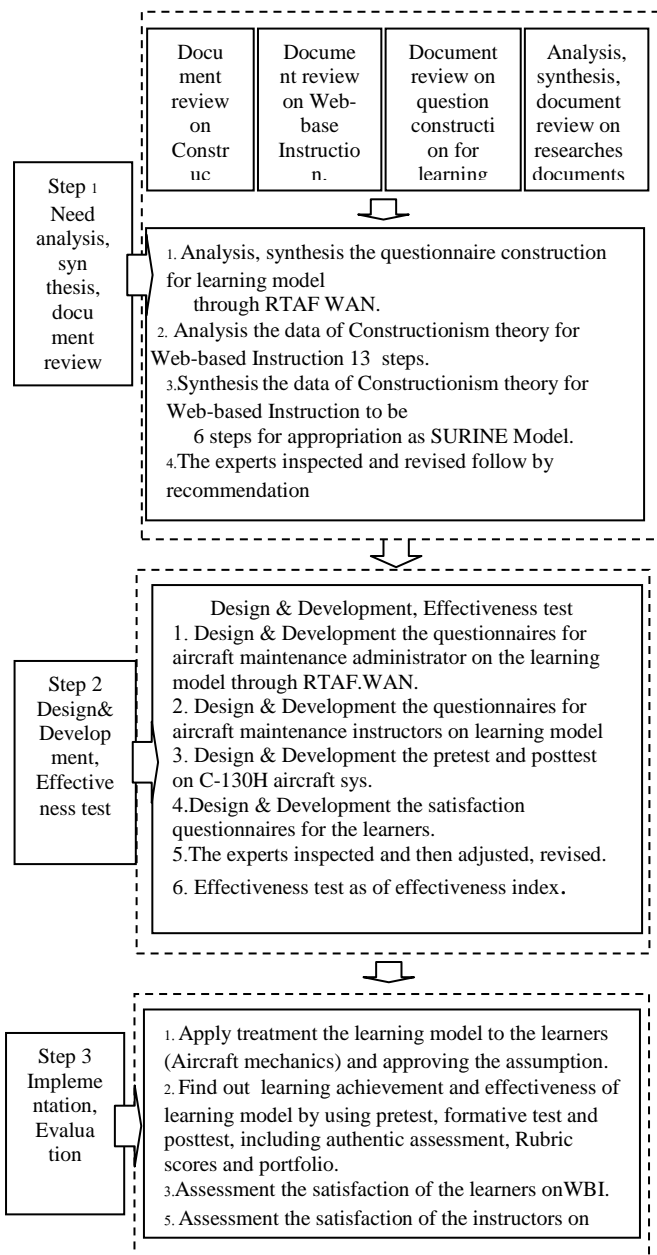 Docu
ment
review
on
Constr
uc
Docume
nt review
on Web-
base
Instructio
n.
Document
review on
question
constructi
on for
learning
Analysis,
synthesis,
document
review on
researches
documents
Step 1
Need
analysis,
syn
thesis,
docu
ment
review
1. Analysis, synthesis the questionnaire construction
for learning model
through RTAF WAN.
2. Analysis the data of Constructionism theory for
Web-based Instruction 13 steps.
3.Synthesis the data of Constructionism theory for
Web-based Instruction to be
6 steps for appropriation as SURINE Model.
4.The experts inspected and revised follow by
recommendation
Step 2
Design&
Develop
ment,
Effective
ness test
Design & Development, Effectiveness test
1. Design & Development the questionnaires for
aircraft maintenance administrator on the learning
model through RTAF.WAN.
2. Design & Development the questionnaires for
aircraft maintenance instructors on learning model
3. Design & Development the pretest and posttest
on C-130H aircraft sys.
4.Design & Development the satisfaction
questionnaires for the learners.
5.The experts inspected and then adjusted, revised.
6. Effectiveness test as of effectiveness index.
Step 3
Impleme
ntation,
Evalua
tion
1. Apply treatment the learning model to the learners
(Aircraft mechanics) and approving the assumption.
2. Find out learning achievement and effectiveness of
learning model by using pretest, formative test and
posttest, including authentic assessment, Rubric
scores and portfolio.
3.Assessment the satisfaction of the learners onWBI.
5. Assessment the satisfaction of the instructors on